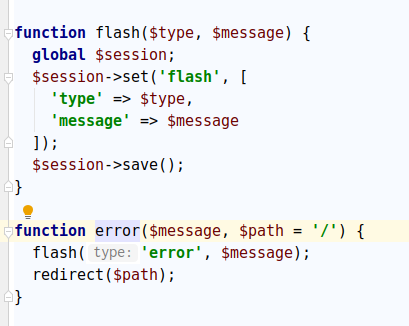 function flash($type, $message) {
  global $session;
  $session->set('flash', [
    'type' => $type,
    'message' => $message
  ]);
  $session->save();
}

function error($message, $path = '/') {
  flash( type: 'error', $message);
  redirect($path);
}